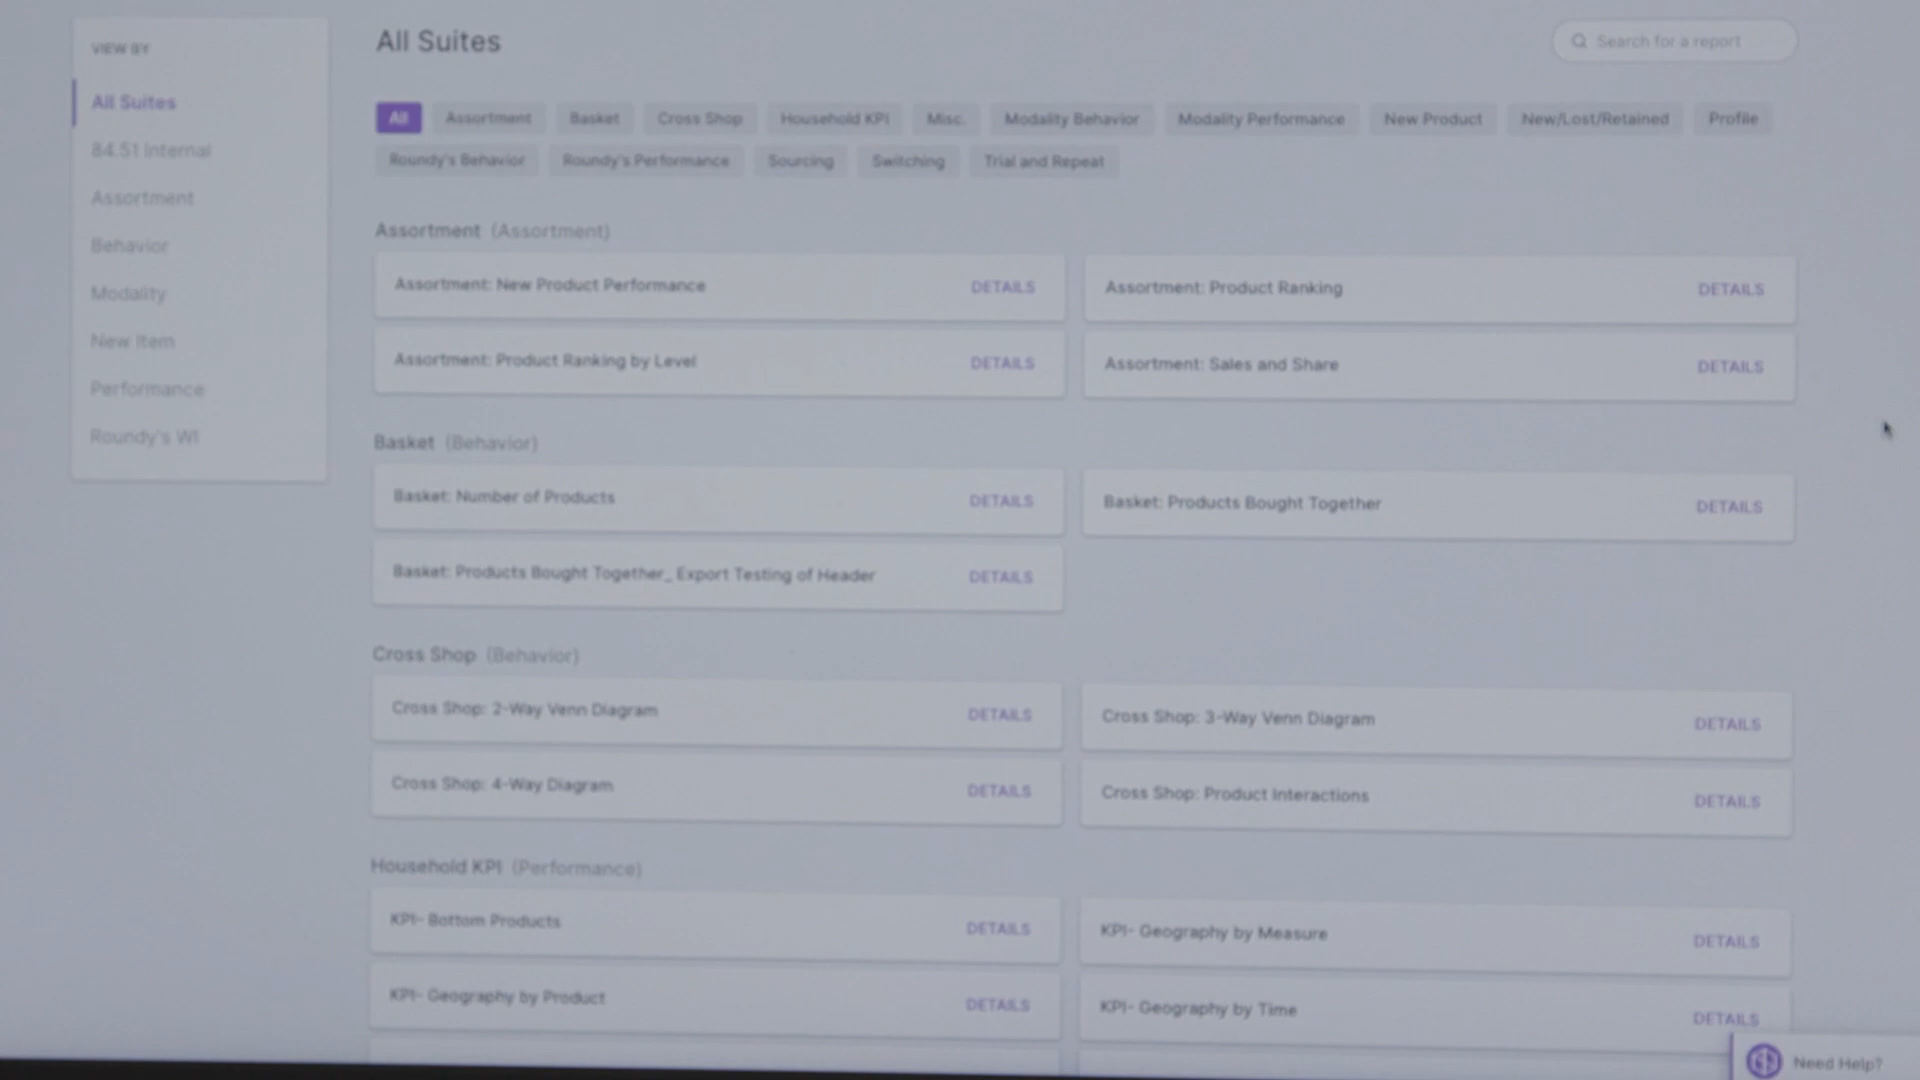 VIEW BY
All Suites
84.51 Internal
Assortment
Behavior
Modality
New Item
Performance
Roundy's WI
All Suites
Search for a report
All Assortment Basket Cross Shop Household KPI Misc. Modality Behavior Modality Performance New Product New/Lost/Retained Profile
Roundy's Behavior Roundy's Performance Sourcing Switching Trial and Repeat
Assortment (Assortment)
Assortment: New Product Performance DETAILS
Assortment: Product Ranking DETAILS
Assortment: Product Ranking by Level DETAILS
Assortment: Sales and Share DETAILS
Basket (Behavior)
Basket: Number of Products DETAILS
Basket: Products Bought Together DETAILS
Basket: Products Bought Together_ Export Testing of Header DETAILS
Cross Shop (Behavior)
Cross Shop: 2-Way Venn Diagram DETAILS
Cross Shop: 3-Way Venn Diagram DETAILS
Cross Shop: 4-Way Diagram DETAILS
Cross Shop: Product Interactions DETAILS
Household KPI (Performance)
KPI- Bottom Products DETAILS
KPI- Geography by Measure DETAILS
KPI- Geography by Product DETAILS
KPI- Geography by Time DETAILS
Need Help?